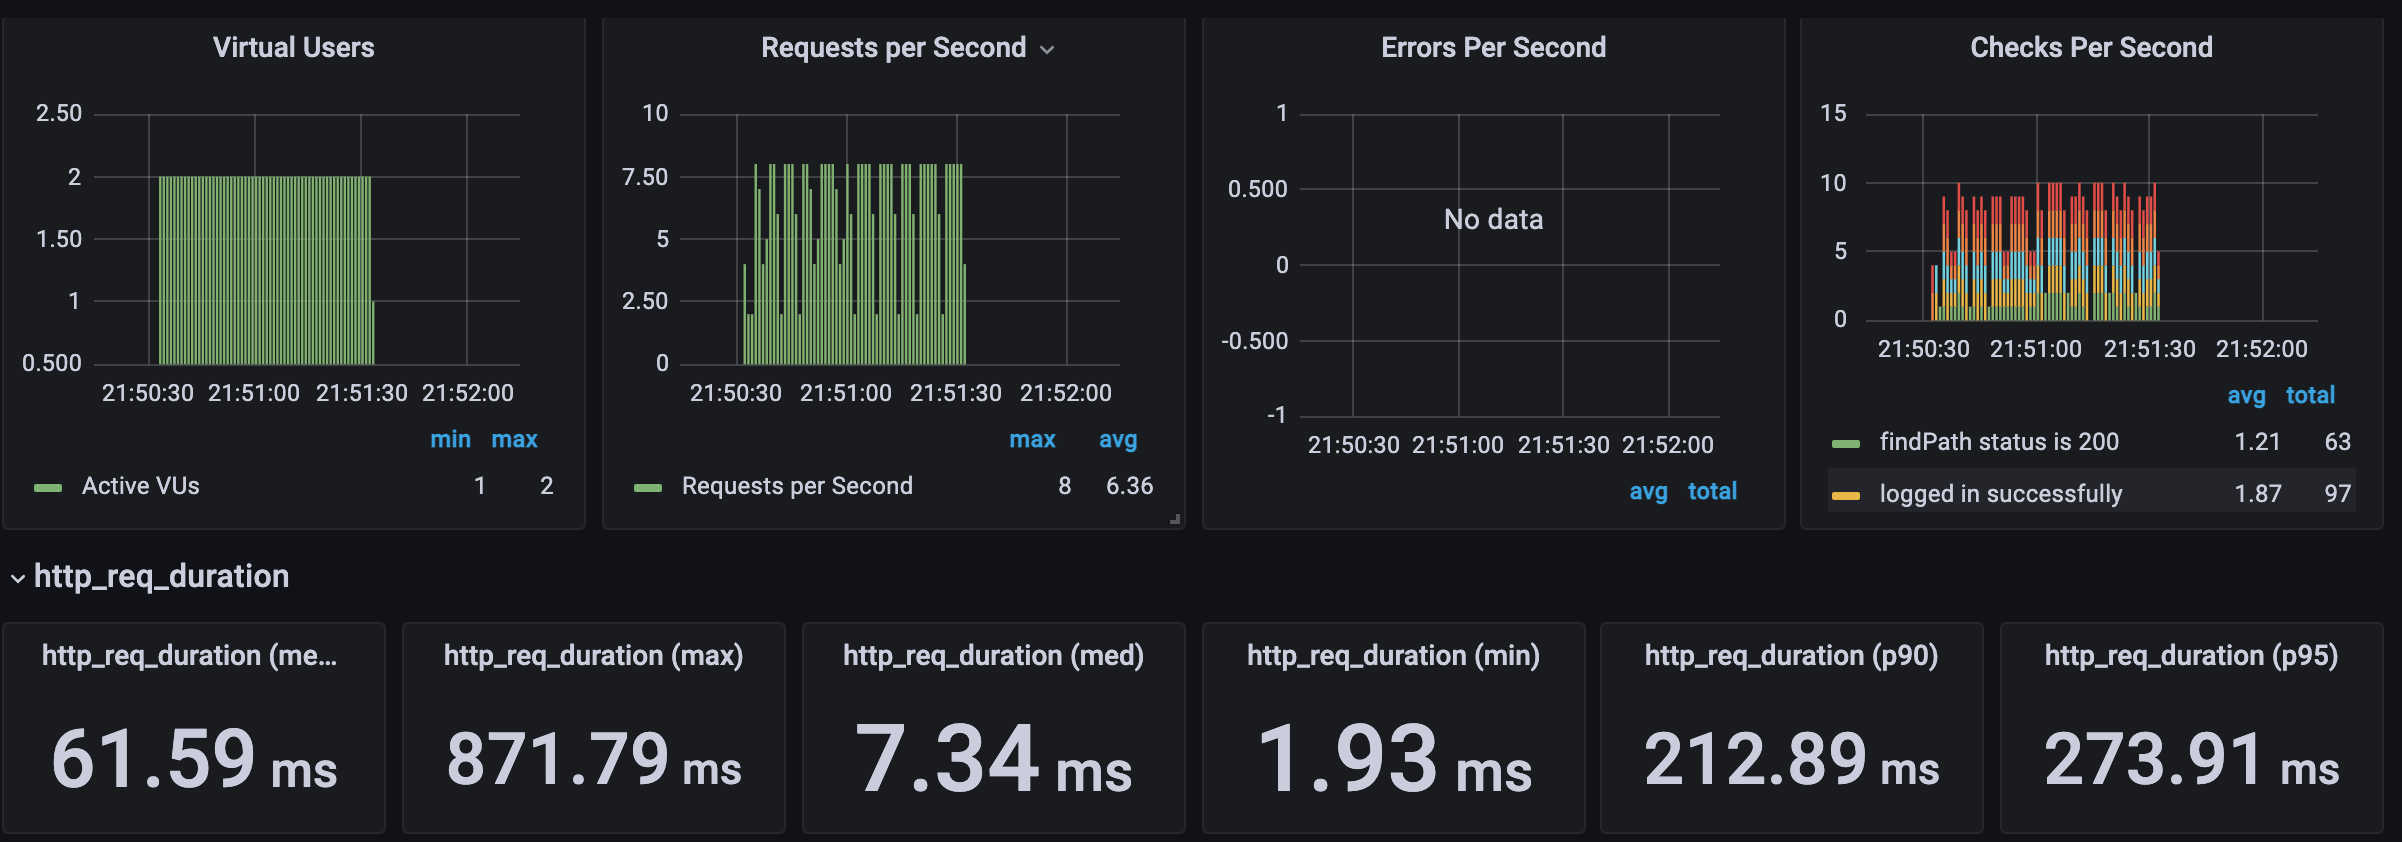 Virtual Users
2.50
2
1.50
1
0.500
21:50:30 21:51:00 21:51:30 21:52:00
min max
Active VUs 1 2
Requests per Second
10
7.50
5
2.50
0
21:50:30 21:51:00 21:51:30 21:52:00
max avg
Requests per Second 8 6.36
Errors Per Second
1
0.500
No data
0
-0.500
-1
21:50:30 21:51:00 21:51:30 21:52:00
avg total
Checks Per Second
15
10
5
0
21:50:30 21:51:00 21:51:30 21:52:00
avg total
findPath status is 200 1.21 63
logged in successfully 1.87 97
http_req_duration
http_req_duration (me...
61.59 ms
http_req_duration (max)
871.79 ms
http_req_duration (med)
7.34 ms
http_req_duration (min)
1.93 ms
http_req_duration (p90)
212.89 ms
http_req_duration (p95)
273.91 ms